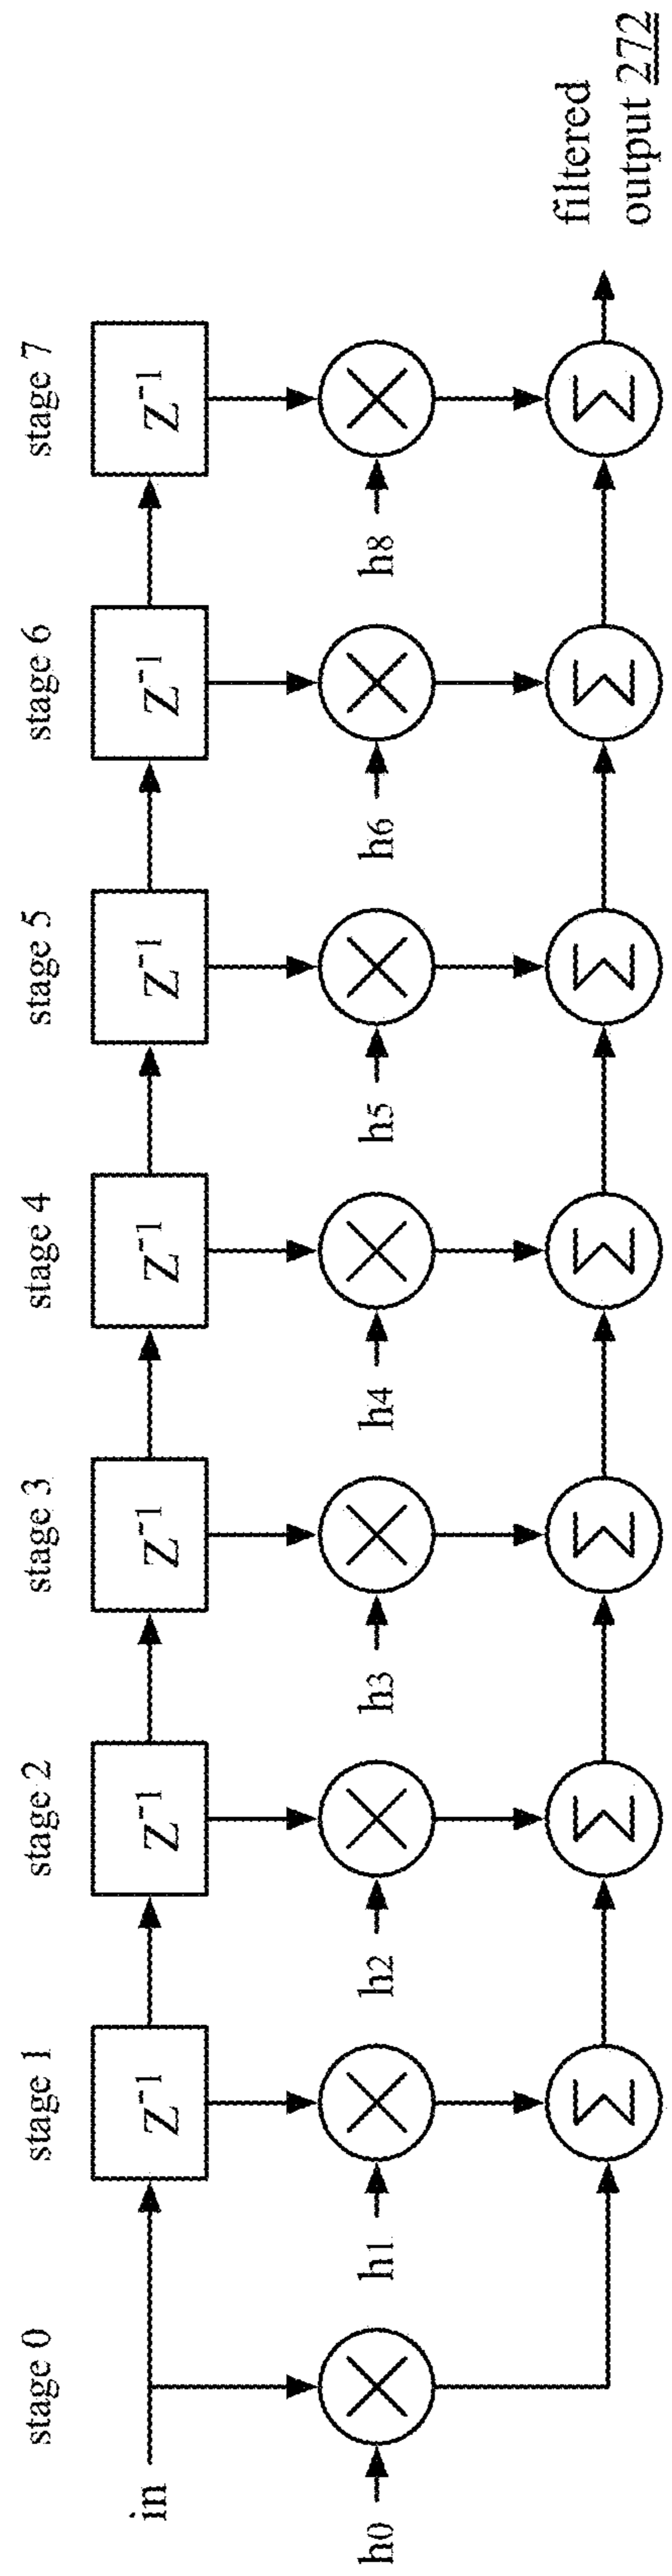 stage 0
stage 1
stage 2
stage 3
stage 4
stage 5
stage 6
stage 7
in
Z⁻¹
Z⁻¹
Z⁻¹
Z⁻¹
Z⁻¹
Z⁻¹
Z⁻¹
h0
h1
h2
h3
h4
h5
h6
h8
Σ
Σ
Σ
Σ
Σ
Σ
Σ
filtered
output 272